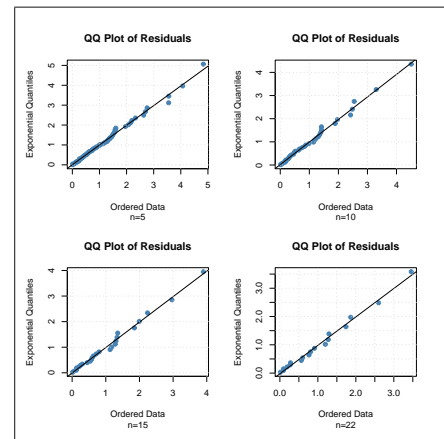 QQ Plot of Residuals
Exponential Quantiles
5
4
3
2
1
0
0 1 2 3 4 5
Ordered Data
n=5
QQ Plot of Residuals
Exponential Quantiles
4
3
2
1
0
0 1 2 3 4
Ordered Data
n=10
QQ Plot of Residuals
Exponential Quantiles
4
3
2
1
0
0 1 2 3 4
Ordered Data
n=15
QQ Plot of Residuals
Exponential Quantiles
3.0
2.0
1.0
0.0
0.0 1.0 2.0 3.0
Ordered Data
n=22